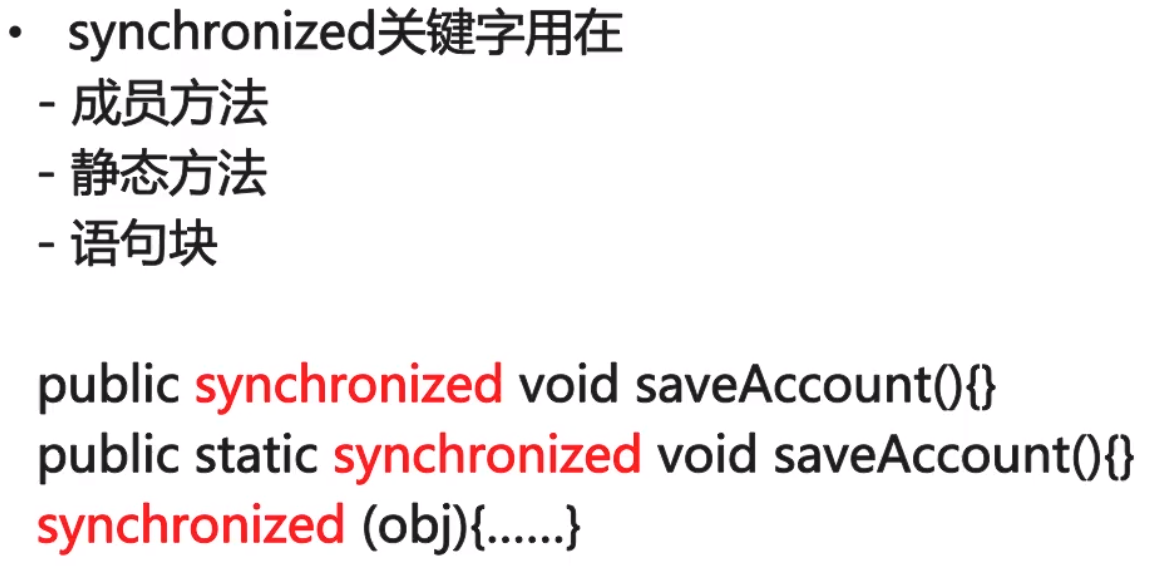 • synchronized关键字用在
- 成员方法
- 静态方法
- 语句块
public synchronized void saveAccount(){}
public static synchronized void saveAccount(){}
synchronized (obj){......}